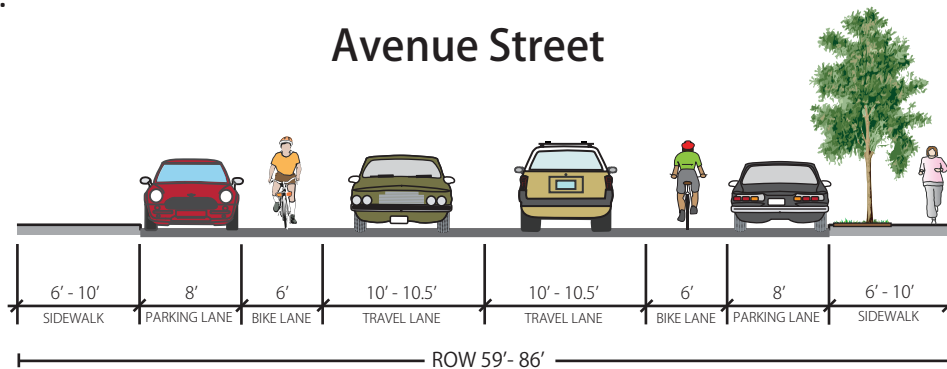 Avenue Street
6’ - 10’ 8’ 6’ 10’ - 10.5’ 10’ - 10.5’ 6’ 8’ 6’ - 10’
SIDEWALK PARKING LANE BIKE LANE TRAVEL LANE TRAVEL LANE BIKE LANE PARKING LANE SIDEWALK
ROW 59’- 86’